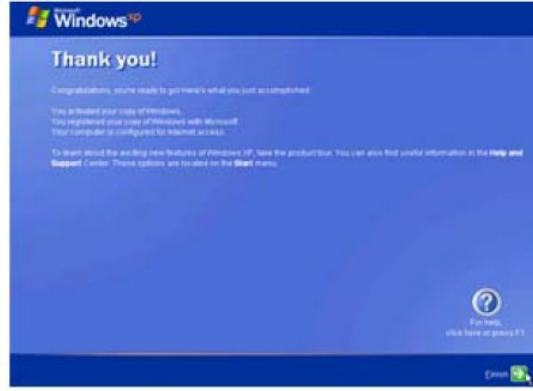 Microsoft
Windows xp
Thank you!
Congratulations, you're ready to go! Here's what you just accomplished:
You activated your copy of Windows.
You registered your copy of Windows with Microsoft
Your computer is configured for Internet access.
To learn about the exciting new features of Windows XP, take the product tour. You can also find useful information in the Help and
Support Center. These options are located on the Start menu.
For help,
click here or press F1
Finish